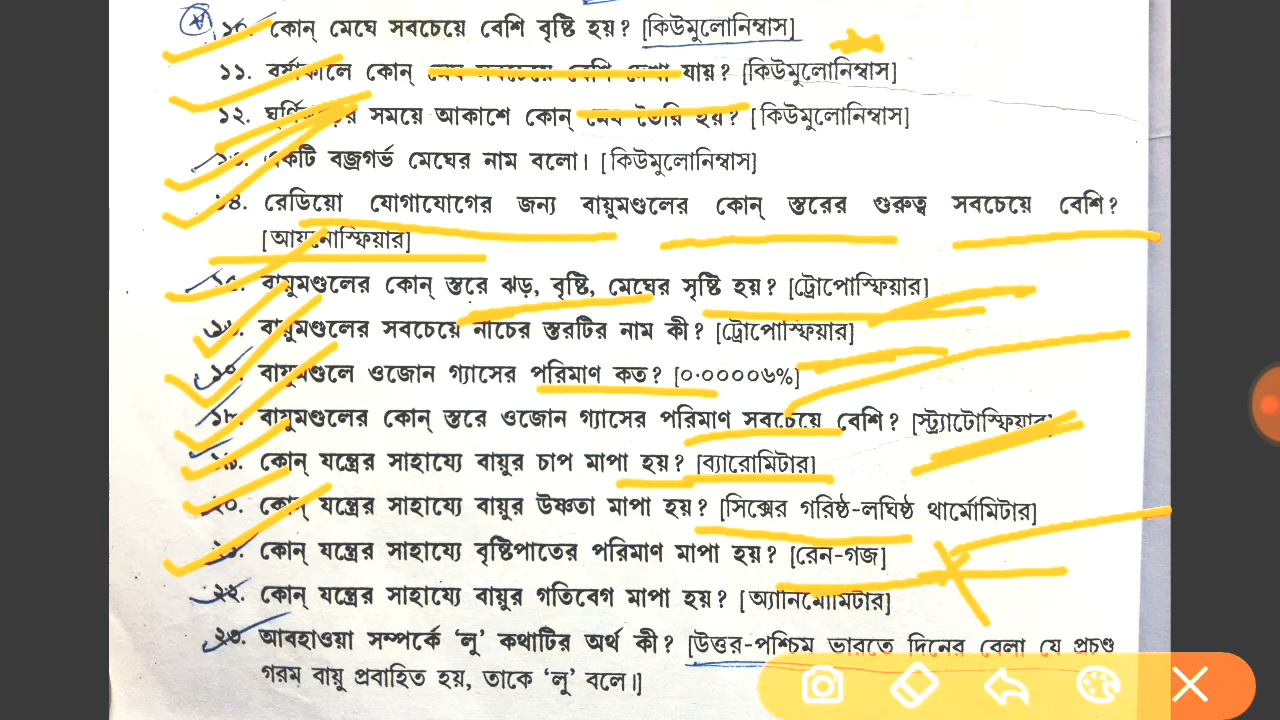 ১০. কোন্ মেঘে সবচেয়ে বেশি বৃষ্টি হয়? [কিউমুলোনিম্বাস]
১১. বর্ষাকালে কোন্ মেঘ সবচেয়ে বেশি দেখা যায়? [কিউমুলোনিম্বাস]
১২. ঘূর্ণিঝড়ের সময়ে আকাশে কোন্ মেঘ তৈরি হয়? [কিউমুলোনিম্বাস]
১৩. একটি বজ্রগর্ভ মেঘের নাম বলো। [কিউমুলোনিম্বাস]
১৪. রেডিয়ো যোগাযোগের জন্য বায়ুমণ্ডলের কোন্ স্তরের গুরুত্ব সবচেয়ে বেশি?
[আয়নোস্ফিয়ার]
১৫. বায়ুমণ্ডলের কোন্ স্তরে ঝড়, বৃষ্টি, মেঘের সৃষ্টি হয়? [ট্রোপোস্ফিয়ার]
১৬. বায়ুমণ্ডলের সবচেয়ে নীচের স্তরটির নাম কী? [ট্রোপোস্ফিয়ার]
১৭. বায়ুমণ্ডলে ওজোন গ্যাসের পরিমাণ কত? [০·০০০০৬%]
১৮. বায়ুমণ্ডলের কোন্ স্তরে ওজোন গ্যাসের পরিমাণ সবচেয়ে বেশি? [স্ট্র্যাটোস্ফিয়ার]
১৯. কোন্ যন্ত্রের সাহায্যে বায়ুর চাপ মাপা হয়? [ব্যারোমিটার]
২০. কোন্ যন্ত্রের সাহায্যে বায়ুর উষ্ণতা মাপা হয়? [সিক্সের গরিষ্ঠ-লঘিষ্ঠ থার্মোমিটার]
২১. কোন্ যন্ত্রের সাহায্যে বৃষ্টিপাতের পরিমাণ মাপা হয়? [রেন-গজ]
২২. কোন্ যন্ত্রের সাহায্যে বায়ুর গতিবেগ মাপা হয়? [অ্যানিমোমিটার]
২৩. আবহাওয়া সম্পর্কে ‘লু’ কথাটির অর্থ কী? [উত্তর-পশ্চিম ভারতে দিনের বেলা যে প্রচণ্ড
গরম বায়ু প্রবাহিত হয়, তাকে ‘লু’ বলে।]